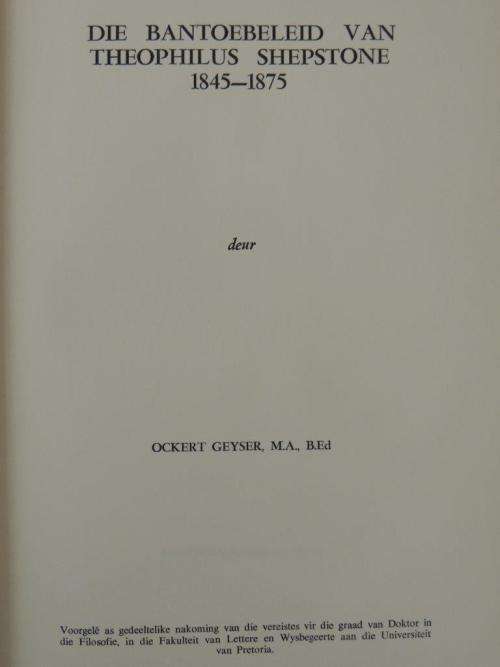 DIE BANTOEBELEID VAN
THEOPHILUS SHEPSTONE
1845—1875
deur
OCKERT GEYSER, M.A., B.Ed
Voorgelê as gedeeltelike nakoming van die vereistes vir die graad van Doktor in
die Filosofie, in die Fakulteit van Lettere en Wysbegeerte aan die Universiteit
van Pretoria.